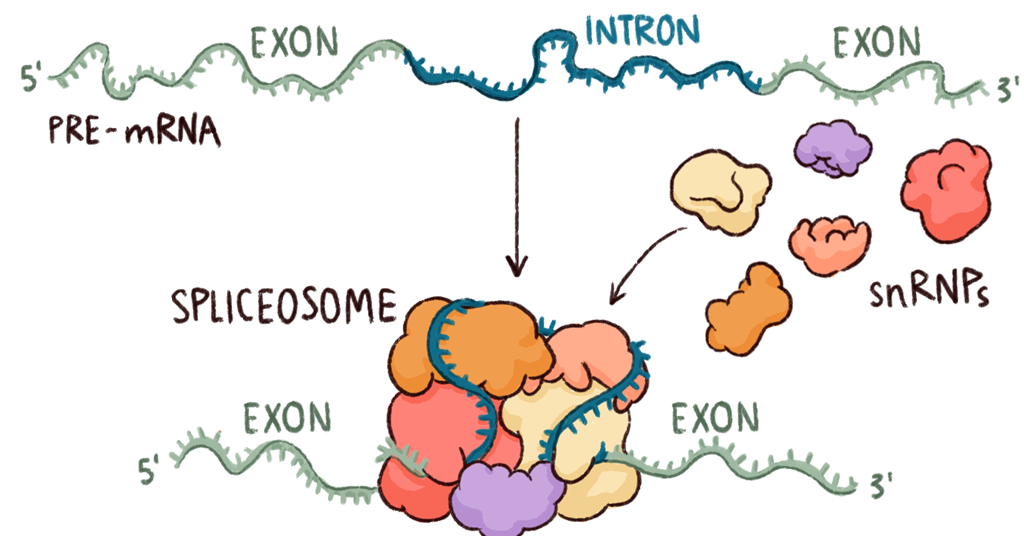 EXON
INTRON
EXON
5'
3'
PRE-mRNA
snRNPs
SPLICEOSOME
EXON
EXON
5'
3'